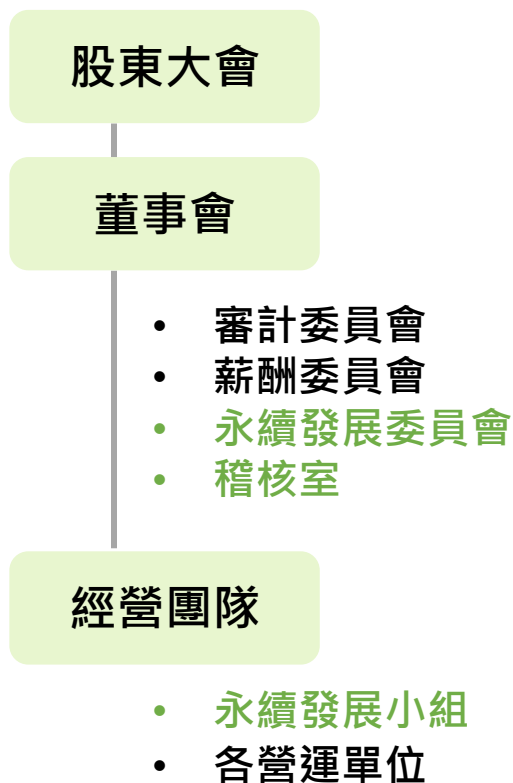 股東大會
董事會
• 審計委員會
• 薪酬委員會
• 永續發展委員會
• 稽核室
經營團隊
• 永續發展小組
• 各營運單位